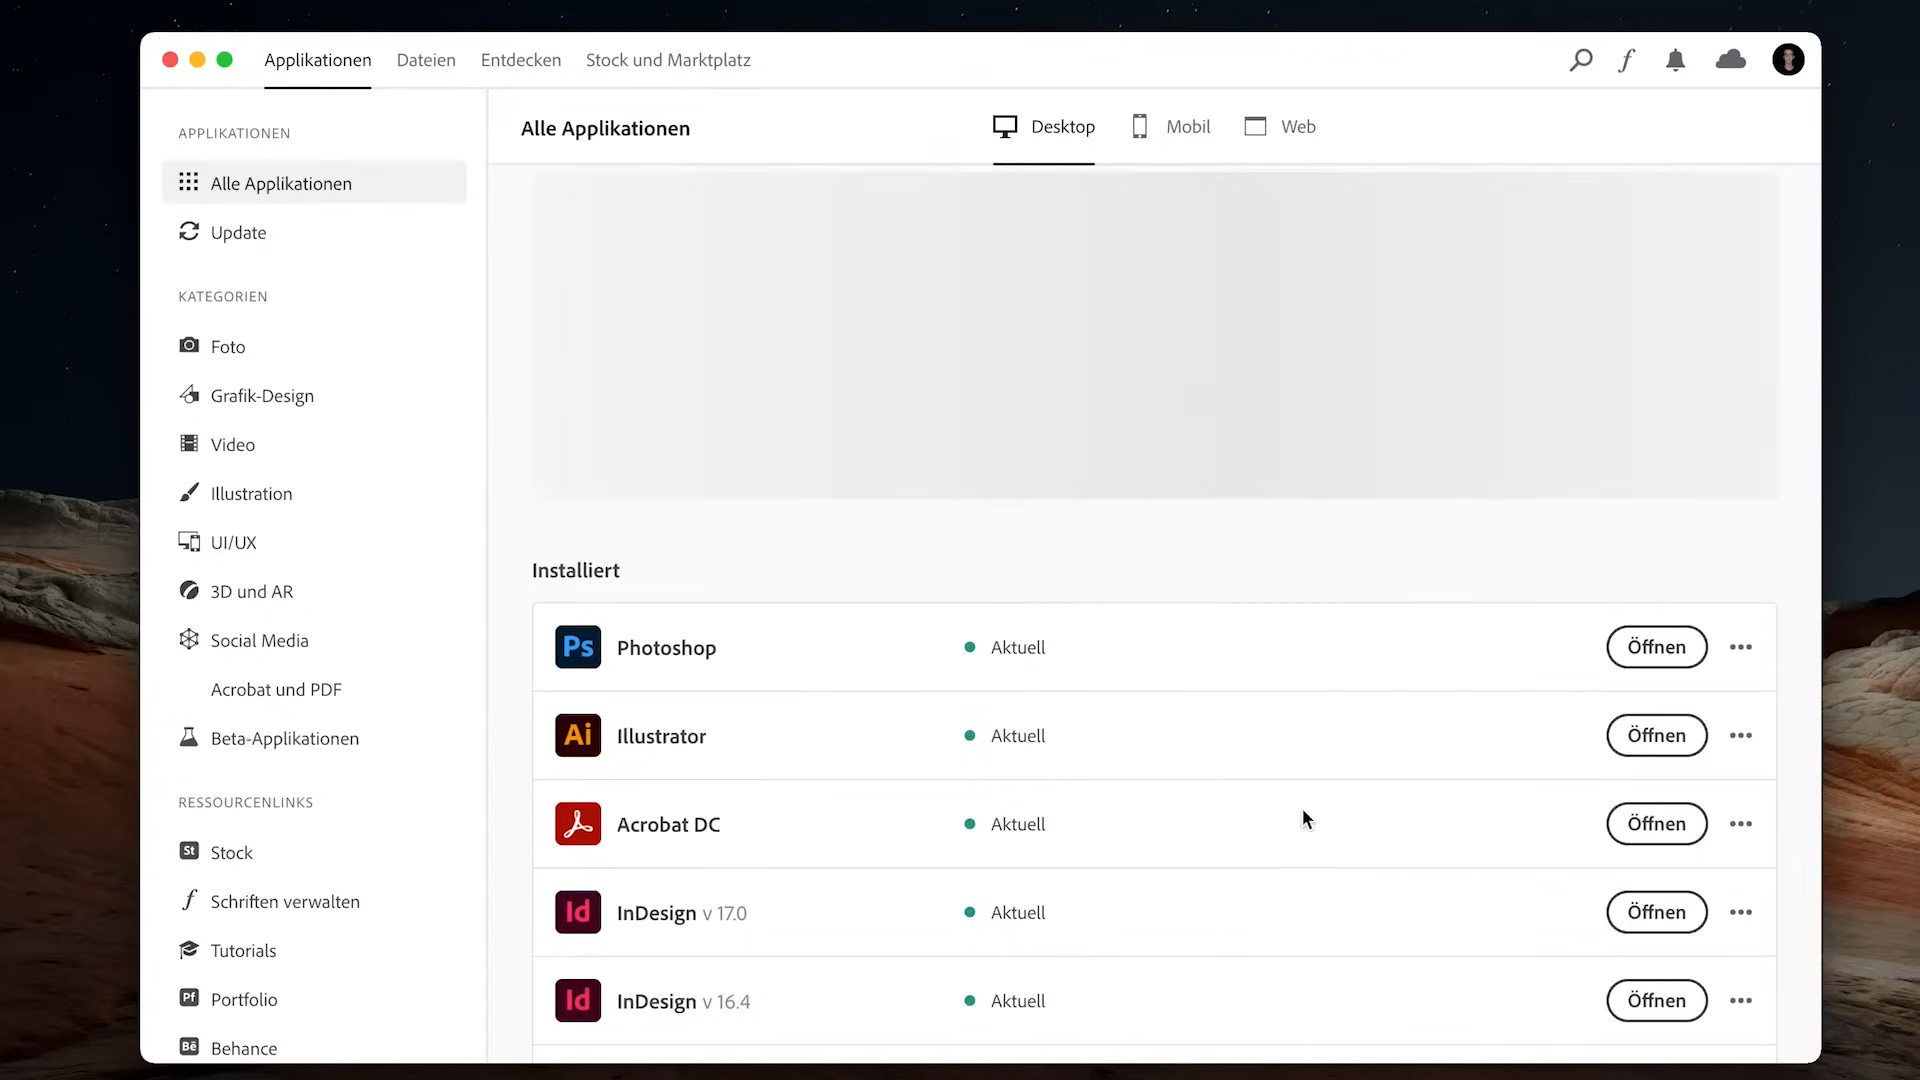 Applikationen Dateien Entdecken Stock und Marktplatz
APPLIKATIONEN
Alle Applikationen
Update
KATEGORIEN
Foto
Grafik-Design
Video
Illustration
UI/UX
3D und AR
Social Media
Acrobat und PDF
Beta-Applikationen
RESSOURCENLINKS
St Stock
Schriften verwalten
Tutorials
Pf Portfolio
Bē Behance
Alle Applikationen
Desktop Mobil Web
Installiert
Ps Photoshop Aktuell Öffnen
Ai Illustrator Aktuell Öffnen
Acrobat DC Aktuell Öffnen
Id InDesign v 17.0 Aktuell Öffnen
Id InDesign v 16.4 Aktuell Öffnen